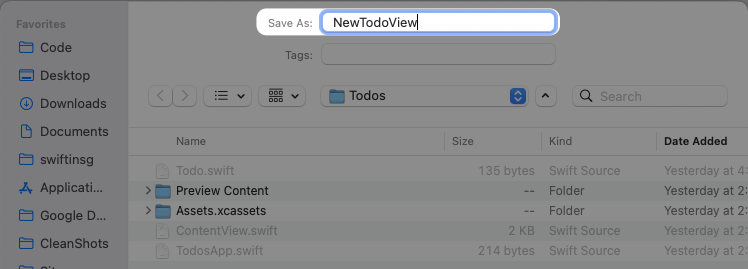 Favorites
Save As: NewTodoView
Code
Tags:
Desktop
Downloads
Todos
Search
Documents
Name Size Kind Date Added
swiftinsg
Todo.swift 135 bytes Swift Source Yesterday at 4:
Applicati...
Preview Content -- Folder Yesterday at 2:
Google D...
Assets.xcassets -- Folder Yesterday at 2:
ContentView.swift 2 KB Swift Source Yesterday at 2:
CleanShots
TodosApp.swift 214 bytes Swift Source Yesterday at 2: